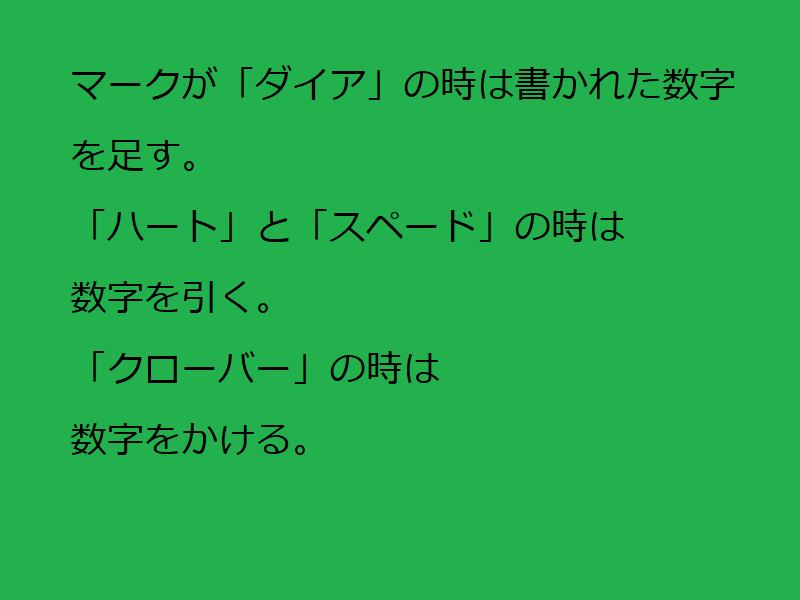 マークが「ダイア」の時は書かれた数字
を足す。
「ハート」と「スペード」の時は
数字を引く。
「クローバー」の時は
数字をかける。